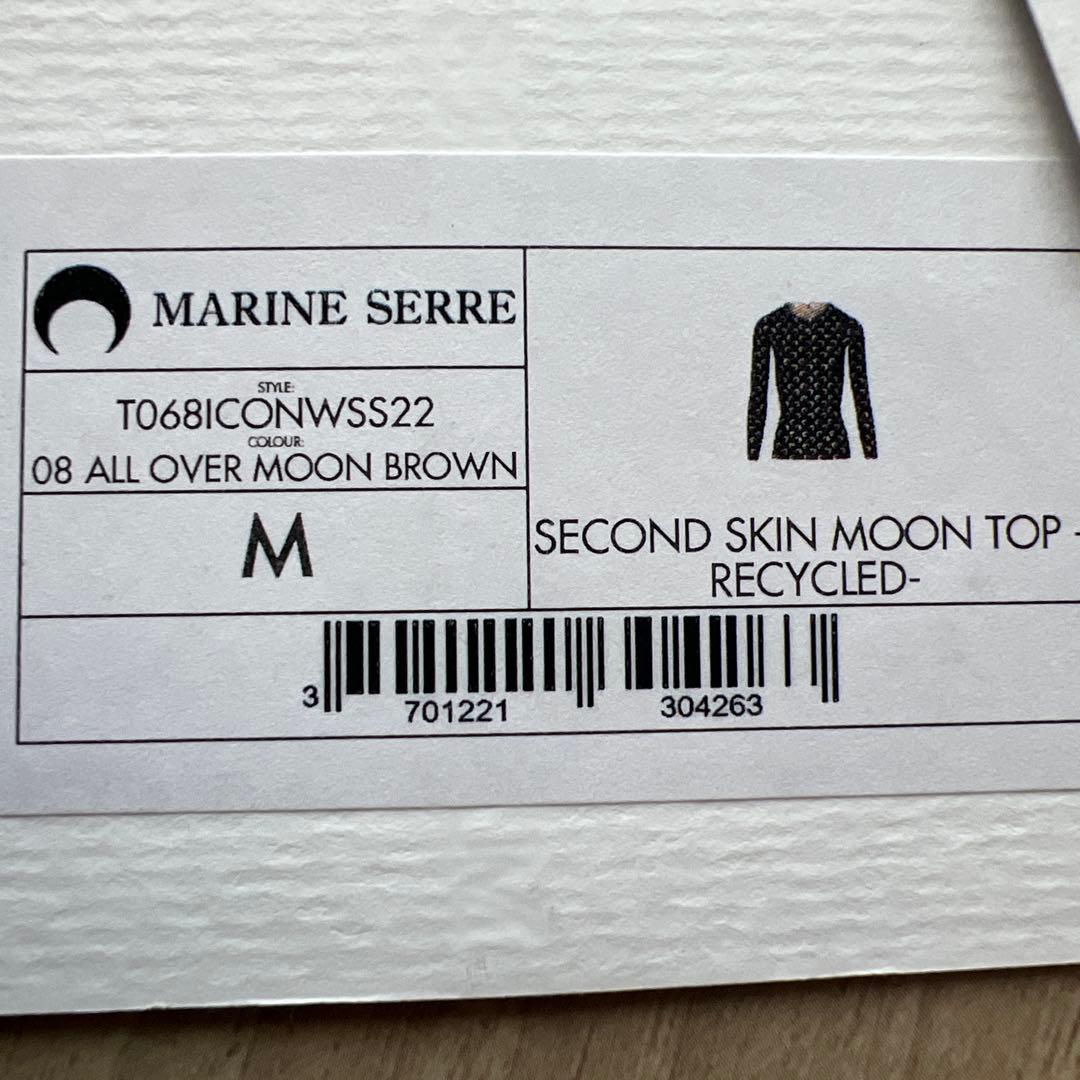 MARINE SERRE
STYLE:
T068ICONWSS22
COLOUR:
08 ALL OVER MOON BROWN
M
SECOND SKIN MOON TOP -
RECYCLED-
3 701221 304263